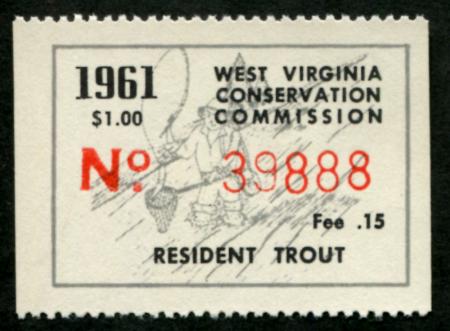 1961
$1.00
WEST VIRGINIA
CONSERVATION
COMMISSION
No. 39888
Fee .15
RESIDENT TROUT